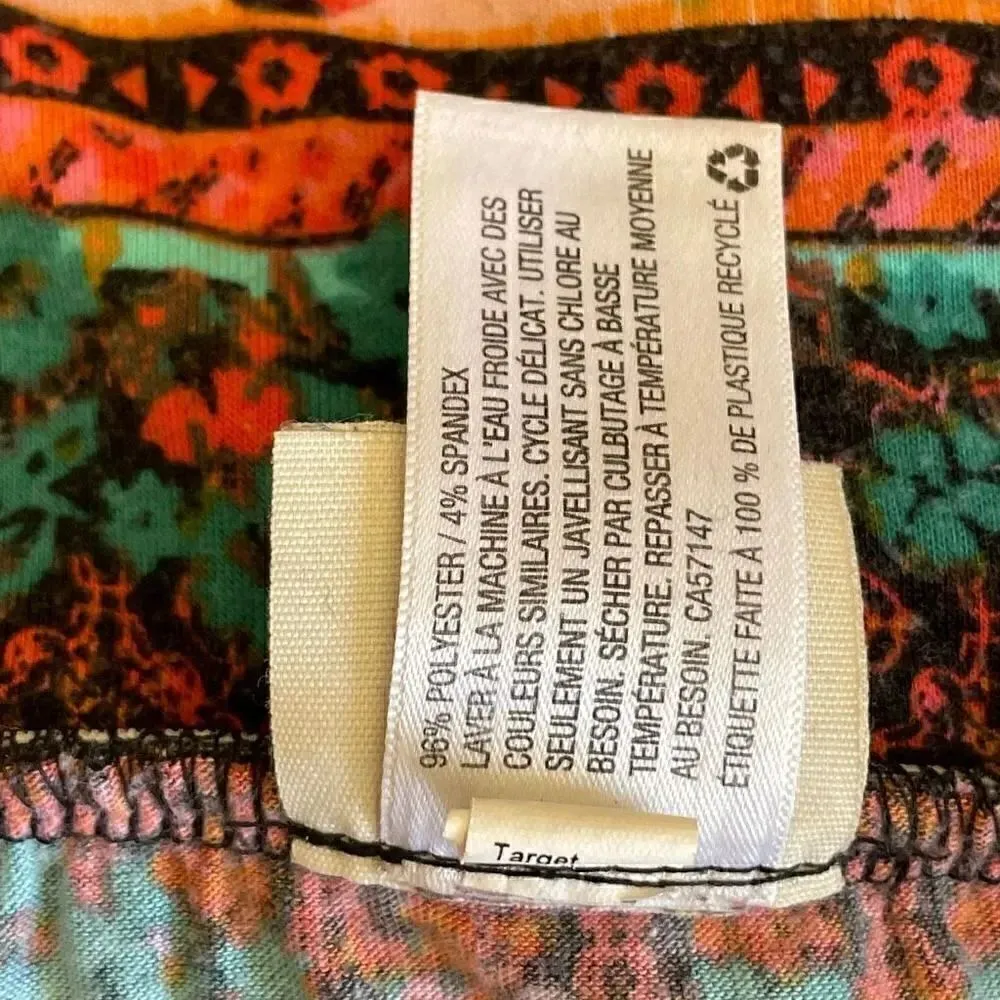 96% POLYESTER / 4% SPANDEX
LAVER À LA MACHINE À L'EAU FROIDE AVEC DES
COULEURS SIMILAIRES. CYCLE DÉLICAT. UTILISER
SEULEMENT UN JAVELLISANT SANS CHLORE AU
BESOIN. SÉCHER PAR CULBUTAGE À BASSE
TEMPÉRATURE. REPASSER À TEMPÉRATURE MOYENNE
AU BESOIN. CA57147
ÉTIQUETTE FAITE À 100 % DE PLASTIQUE RECYCLÉ
Target